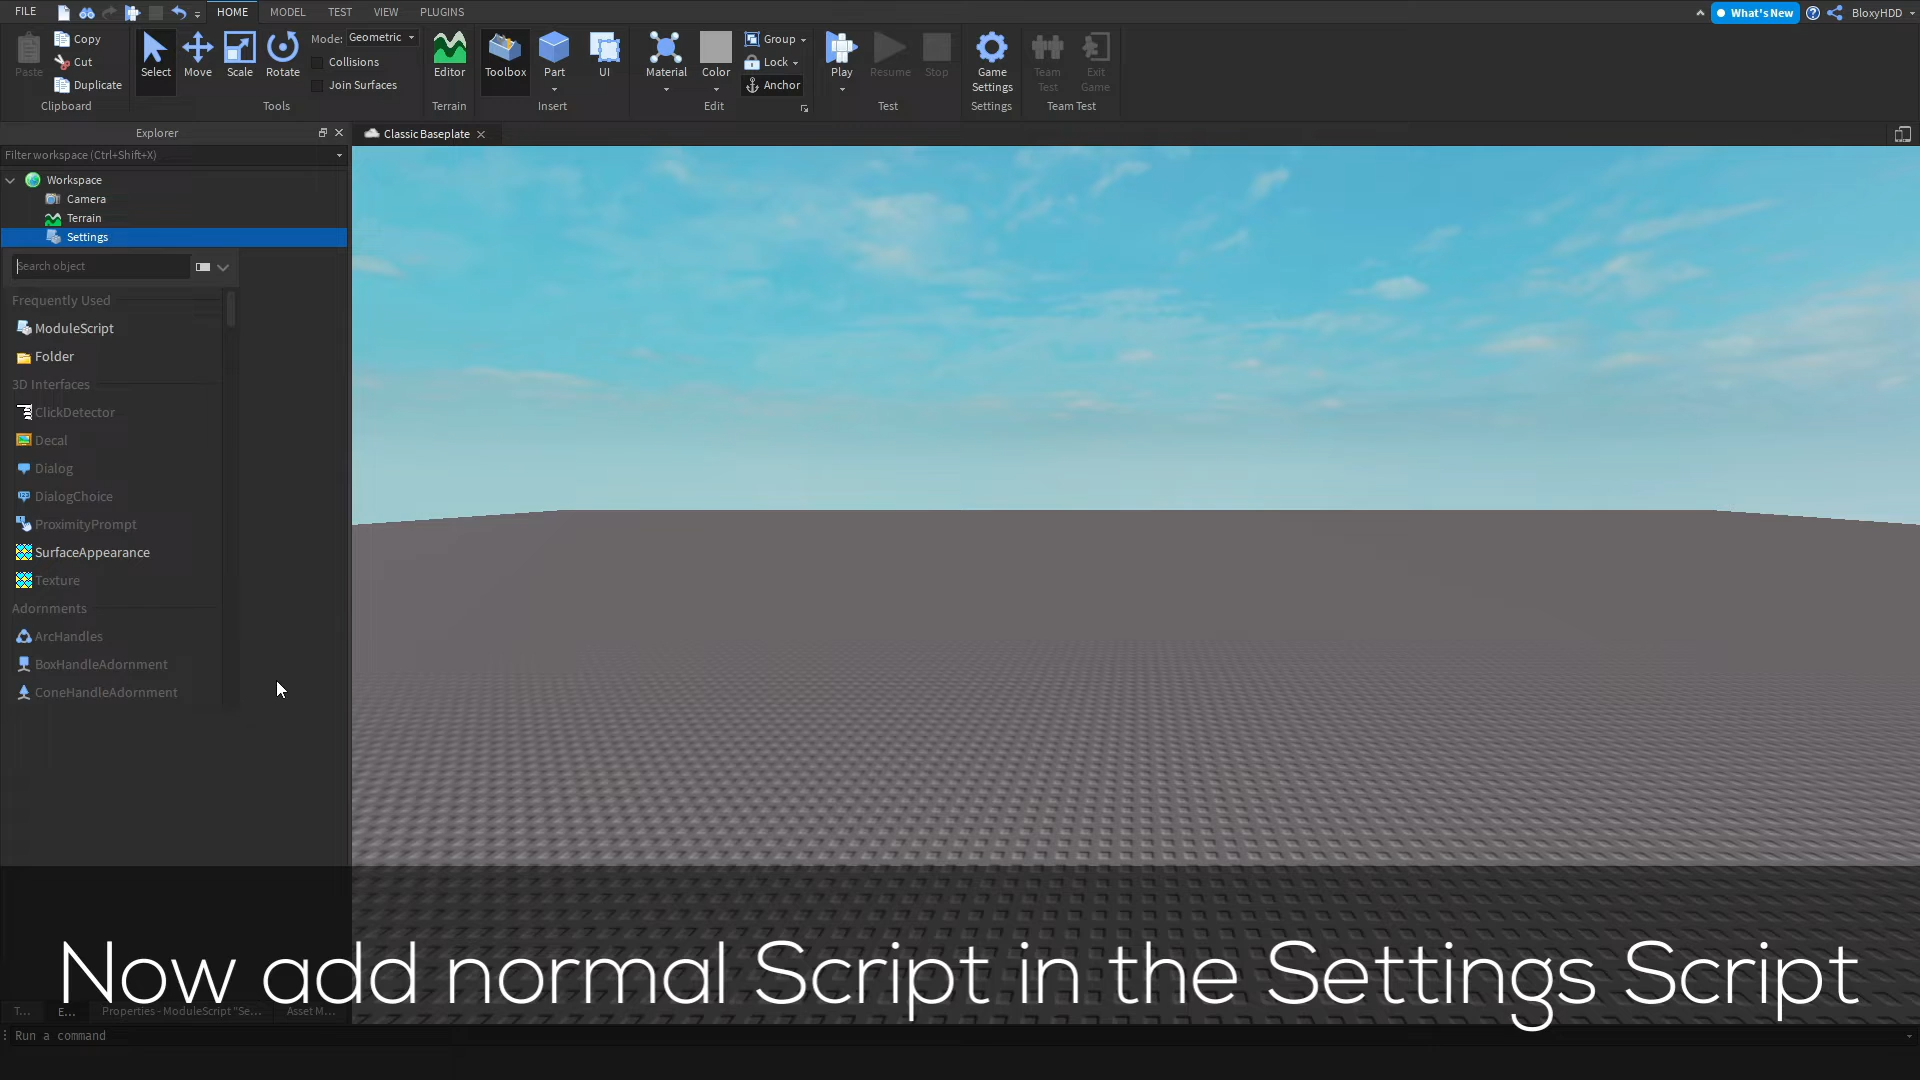 FILE HOME MODEL TEST VIEW PLUGINS What's New BloxyHDD
Paste Copy Cut Duplicate
Clipboard
Select Move Scale Rotate
Mode: Geometric
Collisions
Join Surfaces
Tools
Editor
Terrain
Toolbox Part UI
Insert
Material Color
Group
Lock
Anchor
Edit
Play Resume Stop
Test
Game Settings
Settings
Team Test
Exit Game
Team Test
Explorer
Classic Baseplate
Filter workspace (Ctrl+Shift+X)
Workspace
Camera
Terrain
Settings
Search object
Frequently Used
ModuleScript
Folder
3D Interfaces
ClickDetector
Decal
Dialog
DialogChoice
ProximityPrompt
SurfaceAppearance
Texture
Adornments
ArcHandles
BoxHandleAdornment
ConeHandleAdornment
Now add normal Script in the Settings Script
T... E... Properties - ModuleScript "Se... Asset M...
Run a command